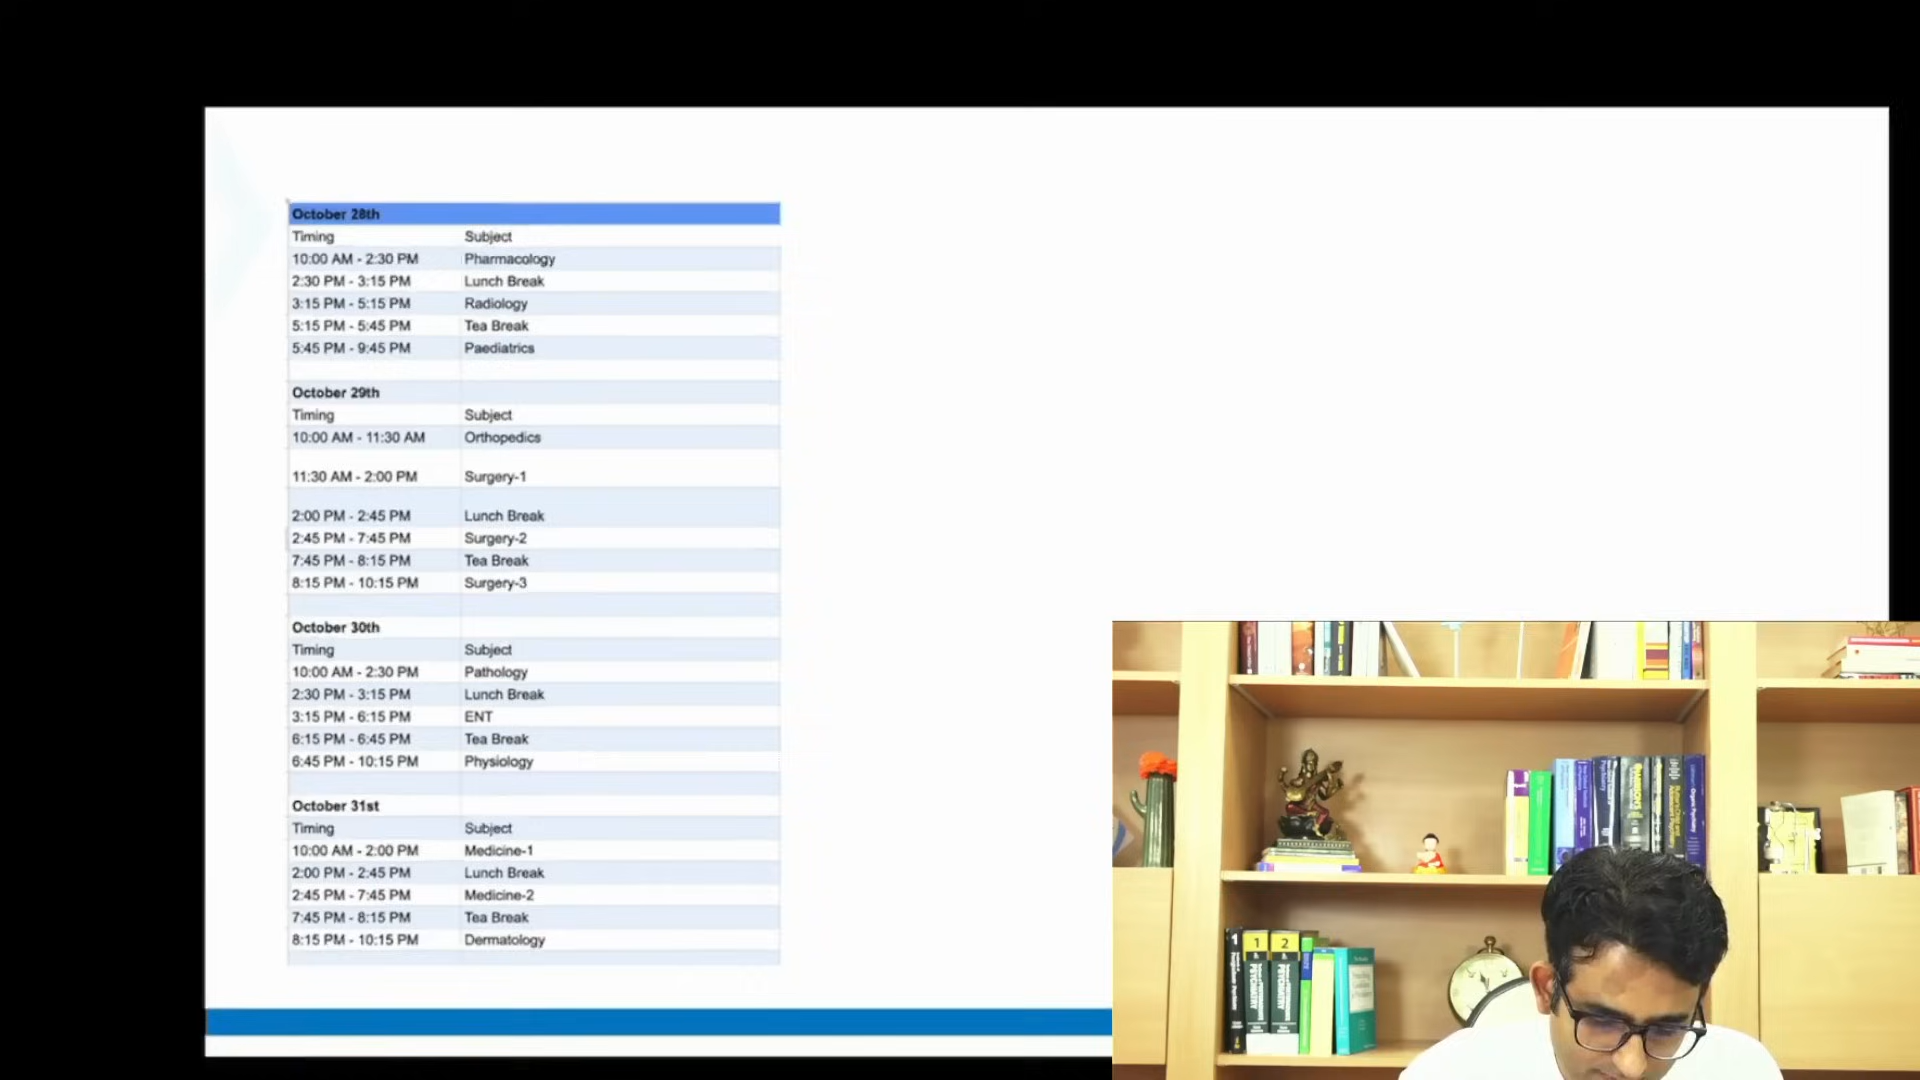 October 28th
Timing Subject
10:00 AM - 2:30 PM Pharmacology
2:30 PM - 3:15 PM Lunch Break
3:15 PM - 5:15 PM Radiology
5:15 PM - 5:45 PM Tea Break
5:45 PM - 9:45 PM Paediatrics
October 29th
Timing Subject
10:00 AM - 11:30 AM Orthopedics
11:30 AM - 2:00 PM Surgery-1
2:00 PM - 2:45 PM Lunch Break
2:45 PM - 7:45 PM Surgery-2
7:45 PM - 8:15 PM Tea Break
8:15 PM - 10:15 PM Surgery-3
October 30th
Timing Subject
10:00 AM - 2:30 PM Pathology
2:30 PM - 3:15 PM Lunch Break
3:15 PM - 6:15 PM ENT
6:15 PM - 6:45 PM Tea Break
6:45 PM - 10:15 PM Physiology
October 31st
Timing Subject
10:00 AM - 2:00 PM Medicine-1
2:00 PM - 2:45 PM Lunch Break
2:45 PM - 7:45 PM Medicine-2
7:45 PM - 8:15 PM Tea Break
8:15 PM - 10:15 PM Dermatology
1 2
PSYCHIATRY PSYCHIATRY